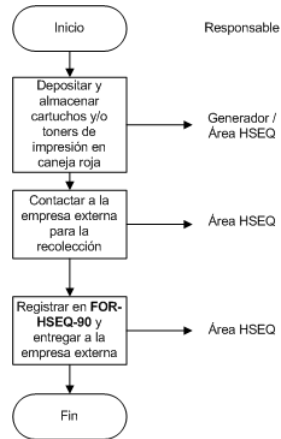 Inicio
Responsable
Depositar y
almacenar
cartuchos y/o
toners de
impresión en
caneja roja
Generador /
Área HSEQ
Contactar a la
empresa externa
para la
recolección
Área HSEQ
Registrar en FOR-
HSEQ-90 y
entregar a la
empresa externa
Área HSEQ
Fin